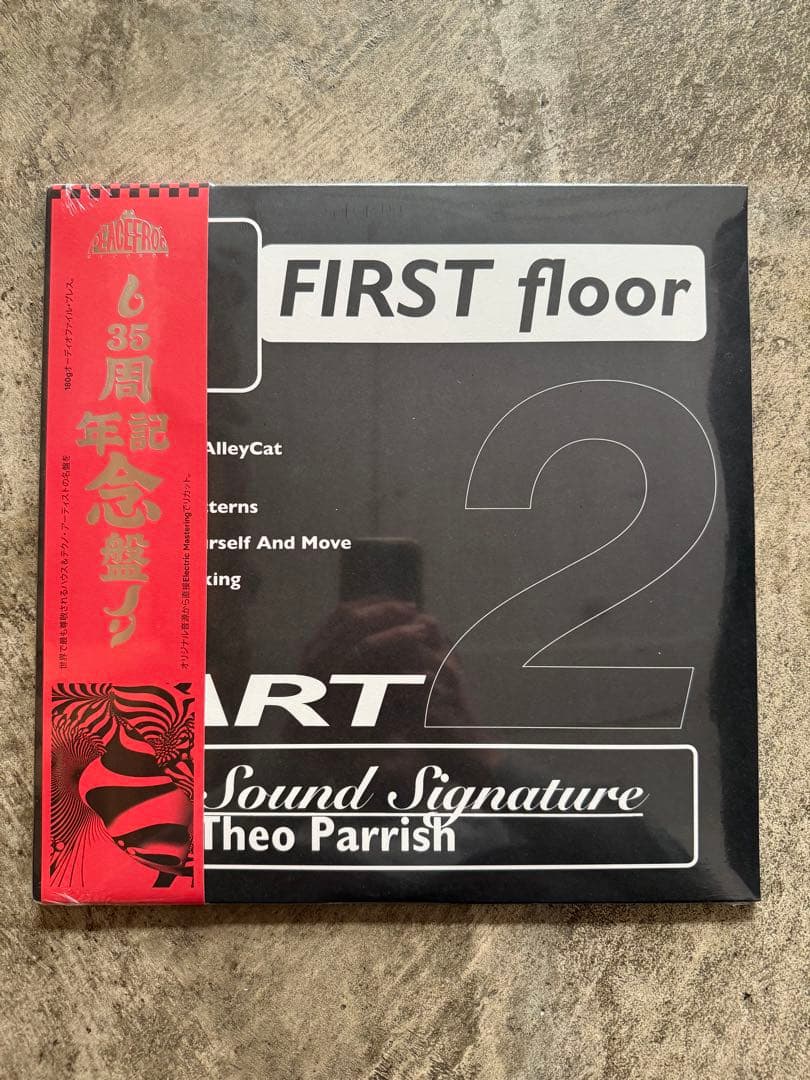 PEACEFROG
RECORDS
35
周
年記
念
盤
180gオーディオファイル・プレス。
世界で最も尊敬されるハウス&テクノ・アーティストの名盤を
オリジナル音源から直接Electric Masteringでリカット。
FIRST floor
AlleyCat
tterns
urself And Move
king
ART
2
Sound Signature
Theo Parrish